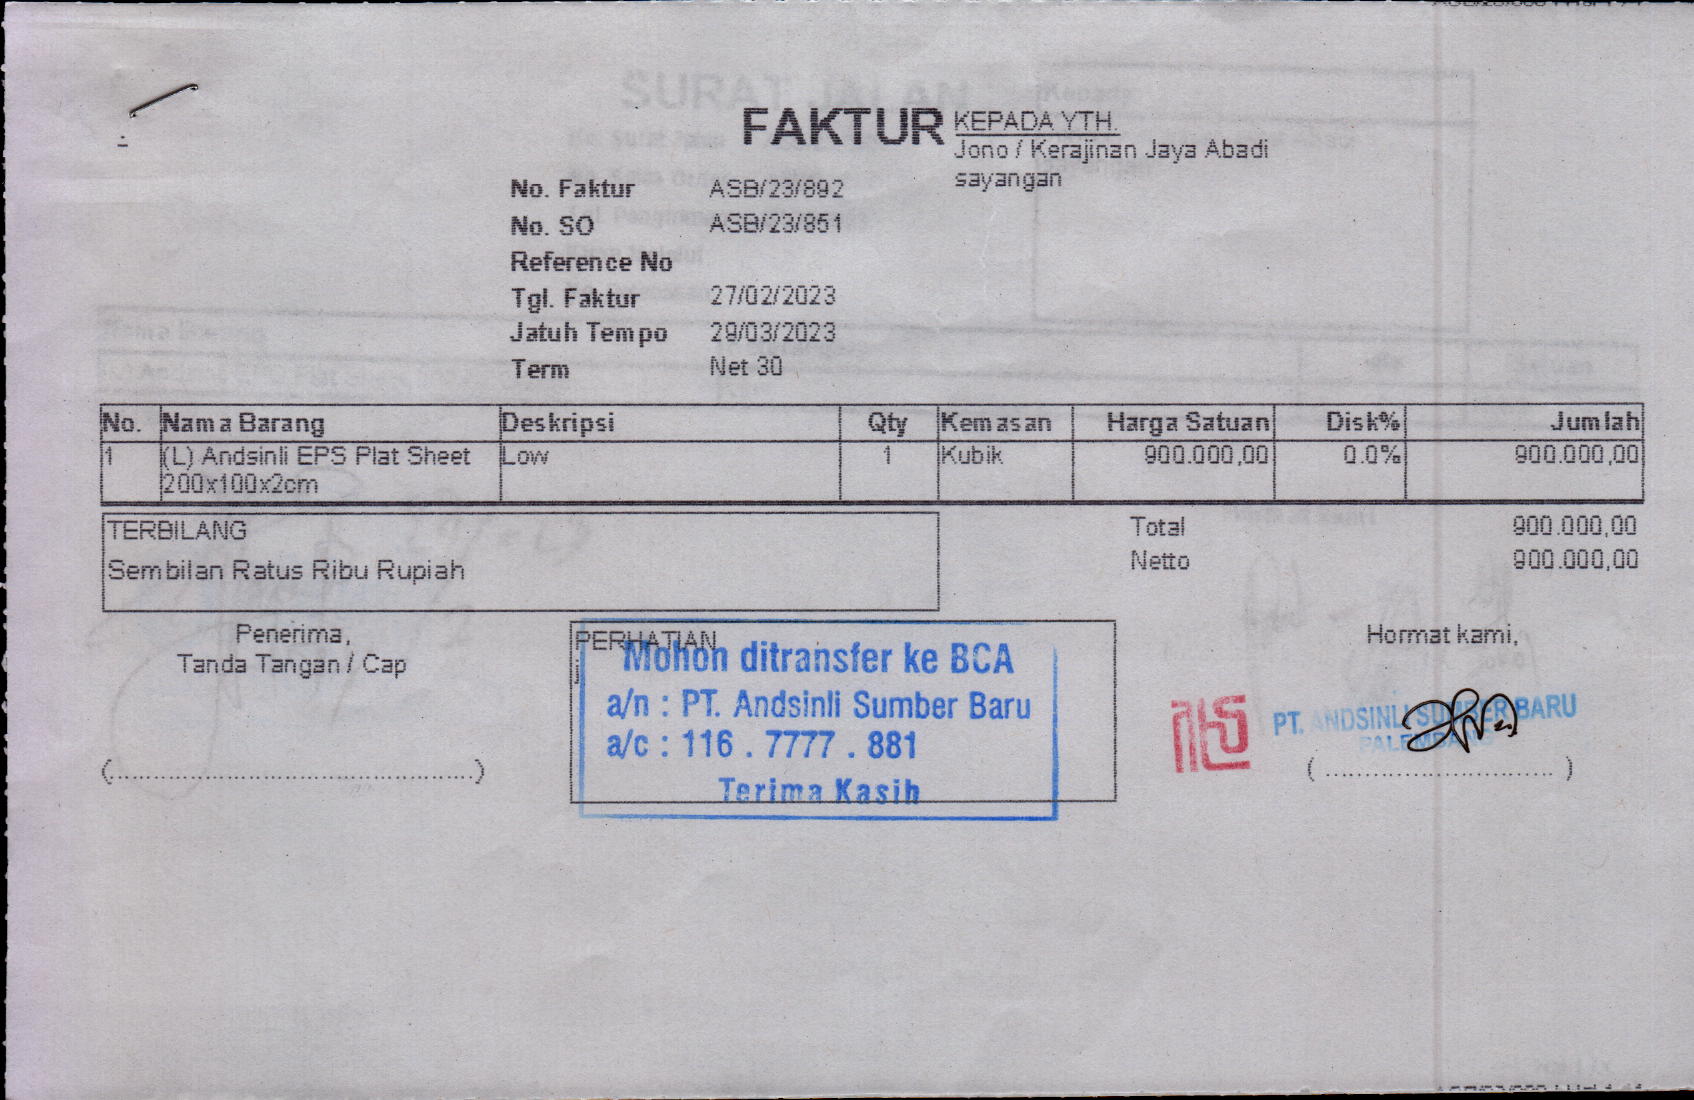 FAKTUR
KEPADA YTH.
Jono / Kerajinan Jaya Abadi
sayangan
No. Faktur ASB/23/892
No. SO ASB/23/851
Reference No
Tgl. Faktur 27/02/2023
Jatuh Tempo 29/03/2023
Term Net 30
No. Nama Barang Deskripsi Qty Kemasan Harga Satuan Disk% Jumlah
1 (L) Andsinli EPS Plat Sheet Low 1 Kubik 900.000,00 0.0% 900.000,00
200x100x2cm
TERBILANG
Sembilan Ratus Ribu Rupiah
Total 900.000,00
Netto 900.000,00
Penerima,
Tanda Tangan / Cap
(................................................)
PERHATIAN
j
Mohon ditransfer ke BCA
a/n : PT. Andsinli Sumber Baru
a/c : 116 . 7777 . 881
Terima Kasih
Hormat kami,
PT. ANDSINLI SUMBER BARU
PALEMBANG
( ............................. )